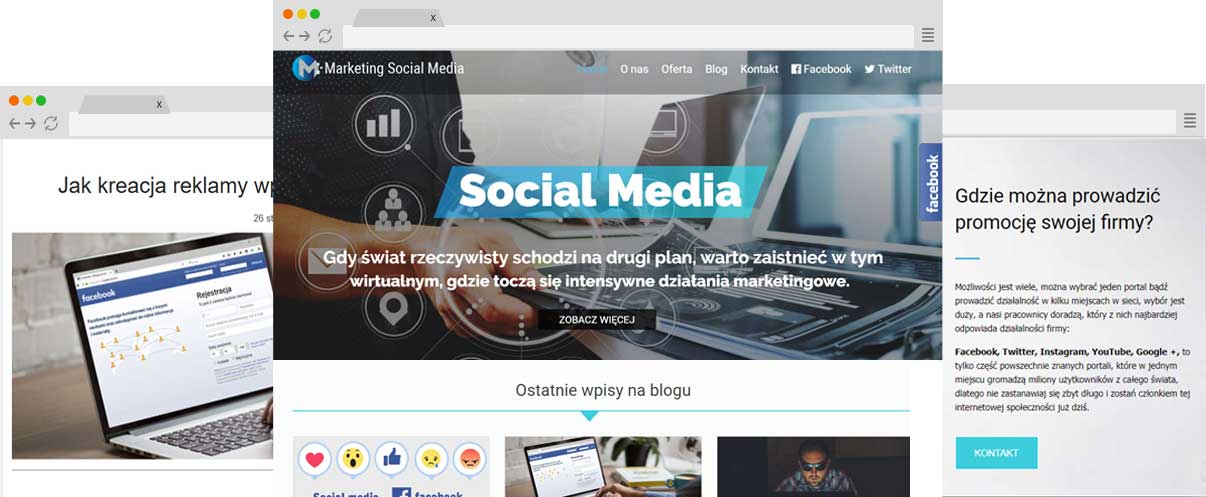 x
x
Marketing Social Media
O nas Oferta Blog Kontakt Facebook Twitter
Jak kreacja reklamy
26
facebook
Rejestracja
Social Media
Gdy świat rzeczywisty schodzi na drugi plan, warto zaistnieć w tym
wirtualnym, gdzie toczą się intensywne działania marketingowe.
ZOBACZ WIĘCEJ
facebook
Ostatnie wpisy na blogu
Social media
facebook
Gdzie można prowadzić
promocję swojej firmy?
Możliwości jest wiele, można wybrać jeden portal bądź
prowadzić działalność w kilku miejscach w sieci, wybór jest
duży, a nasi pracownicy doradzą, który z nich najbardziej
odpowiada działalności firmy:
Facebook, Twitter, Instagram, YouTube, Google +, to
tylko część powszechnie znanych portali, które w jednym
miejscu gromadzą miliony użytkowników z całego świata,
dlatego nie zastanawiaj się zbyt długo i zostań członkiem tej
internetowej społeczności już dziś.
KONTAKT